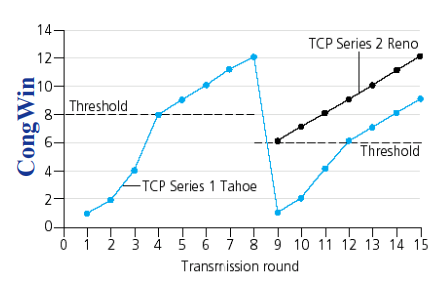 14
TCP Series 2 Reno
12
10
Threshold
8
6
Threshold
4
TCP Series 1 Tahoe
2
0
0 1 2 3 4 5 6 7 8 9 10 11 12 13 14 15
Transmission round
CongWin